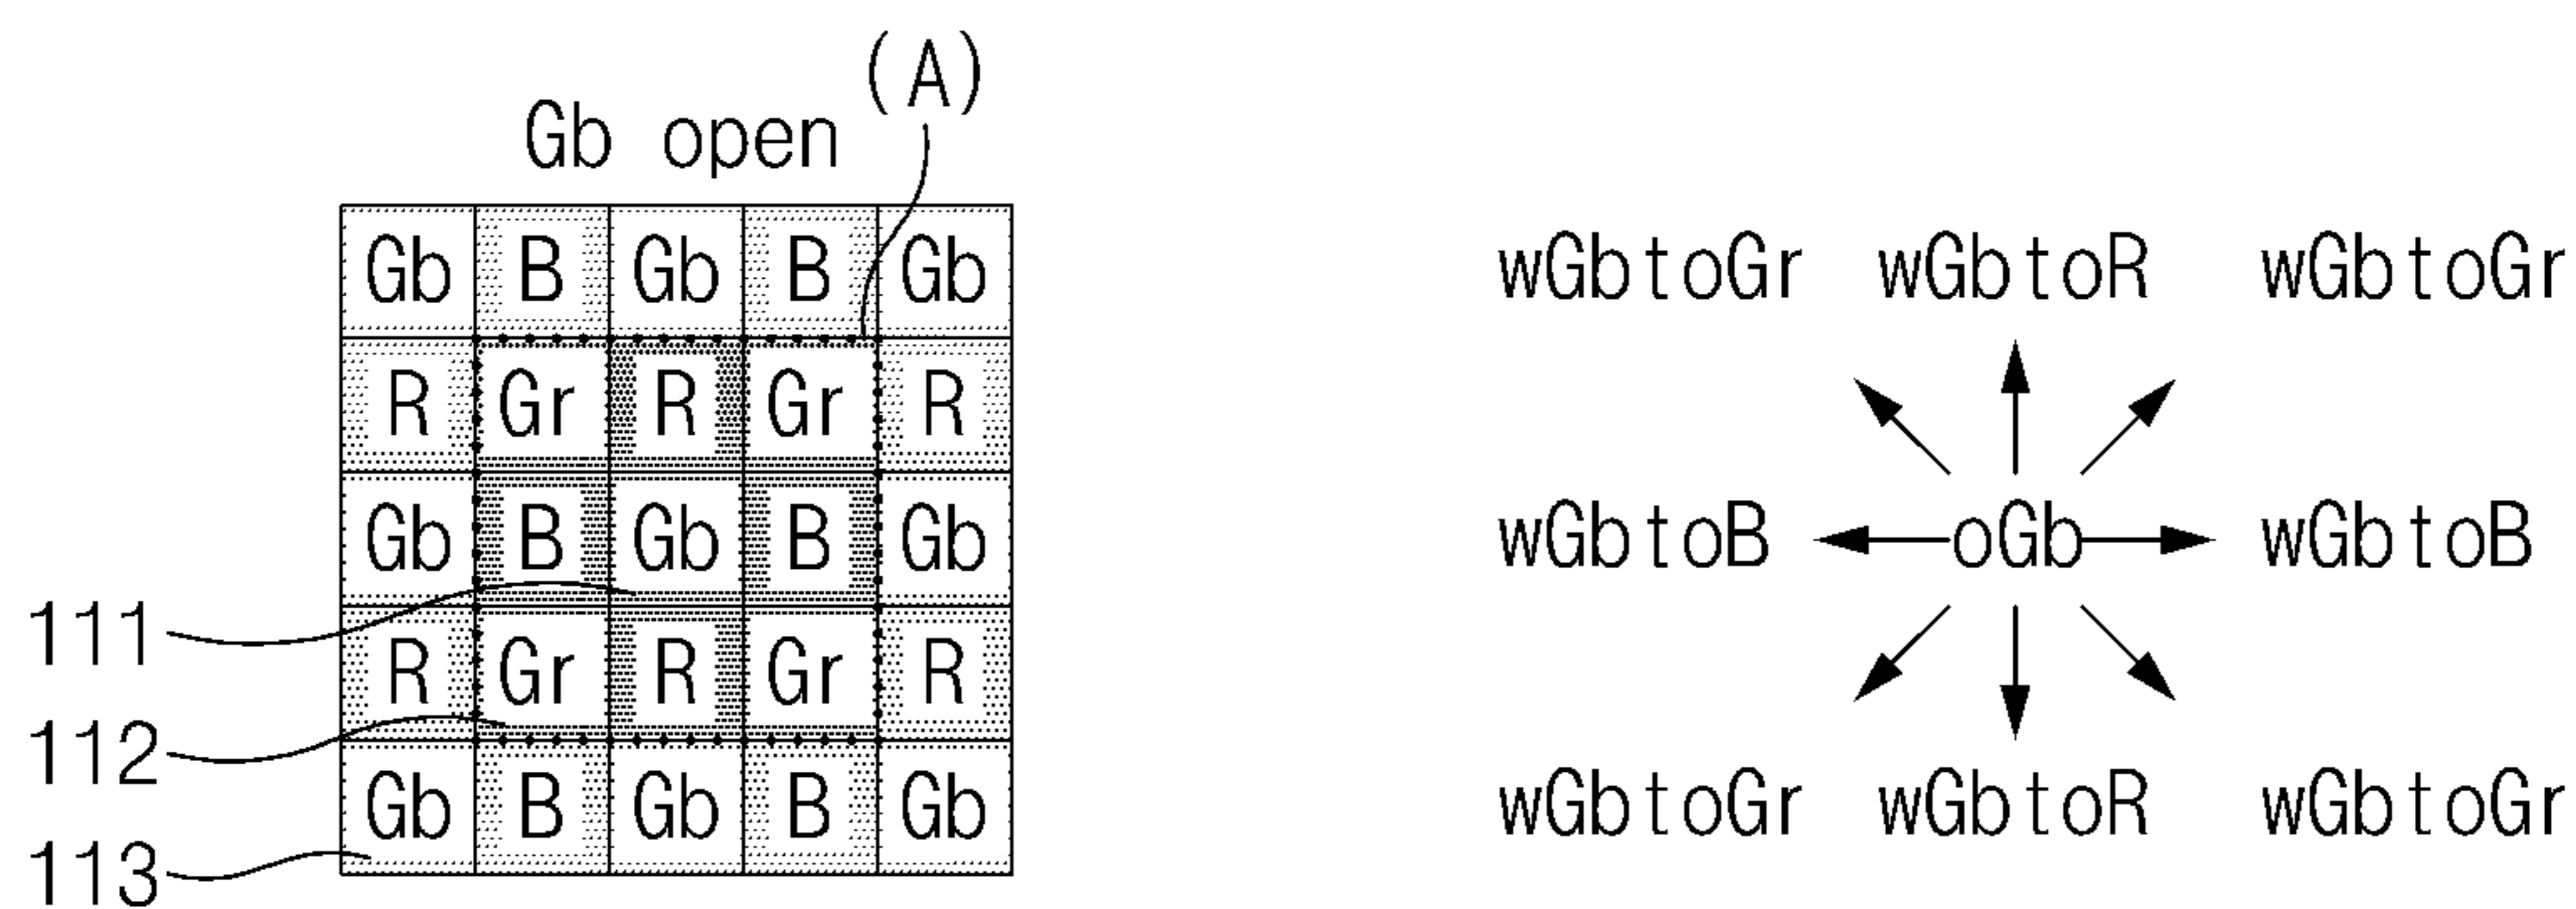 (A)
Gb open
Gb B Gb B Gb
R Gr R Gr R
Gb B Gb B Gb
111
R Gr R Gr R
112
Gb B Gb B Gb
113
wGbtoGr wGbtoR wGbtoGr
wGbtoB oGb wGbtoB
wGbtoGr wGbtoR wGbtoGr